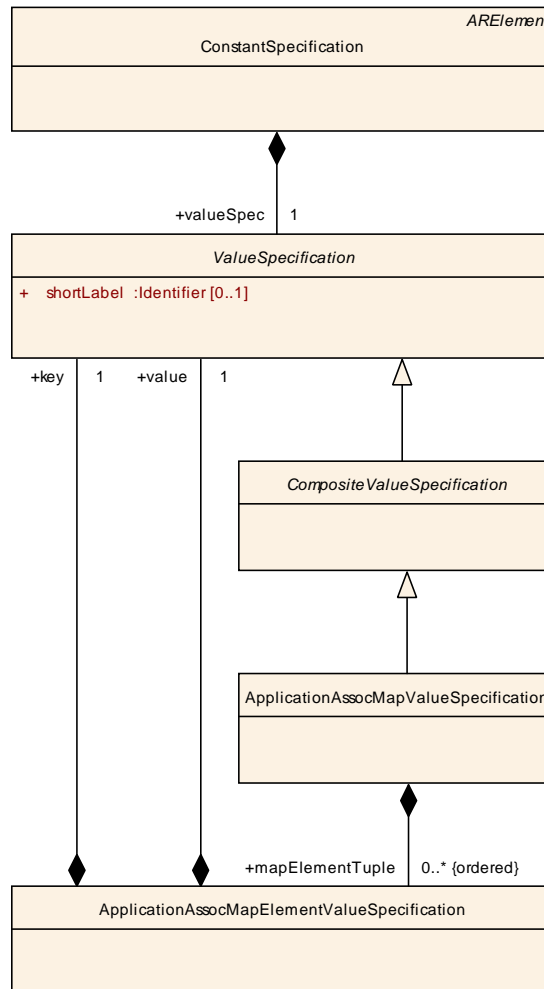 ARElemen
ConstantSpecification
+valueSpec 1
ValueSpecification
+ shortLabel :Identifier [0..1]
+key 1 +value 1
CompositeValueSpecification
ApplicationAssocMapValueSpecification
+mapElementTuple 0..* {ordered}
ApplicationAssocMapElementValueSpecification